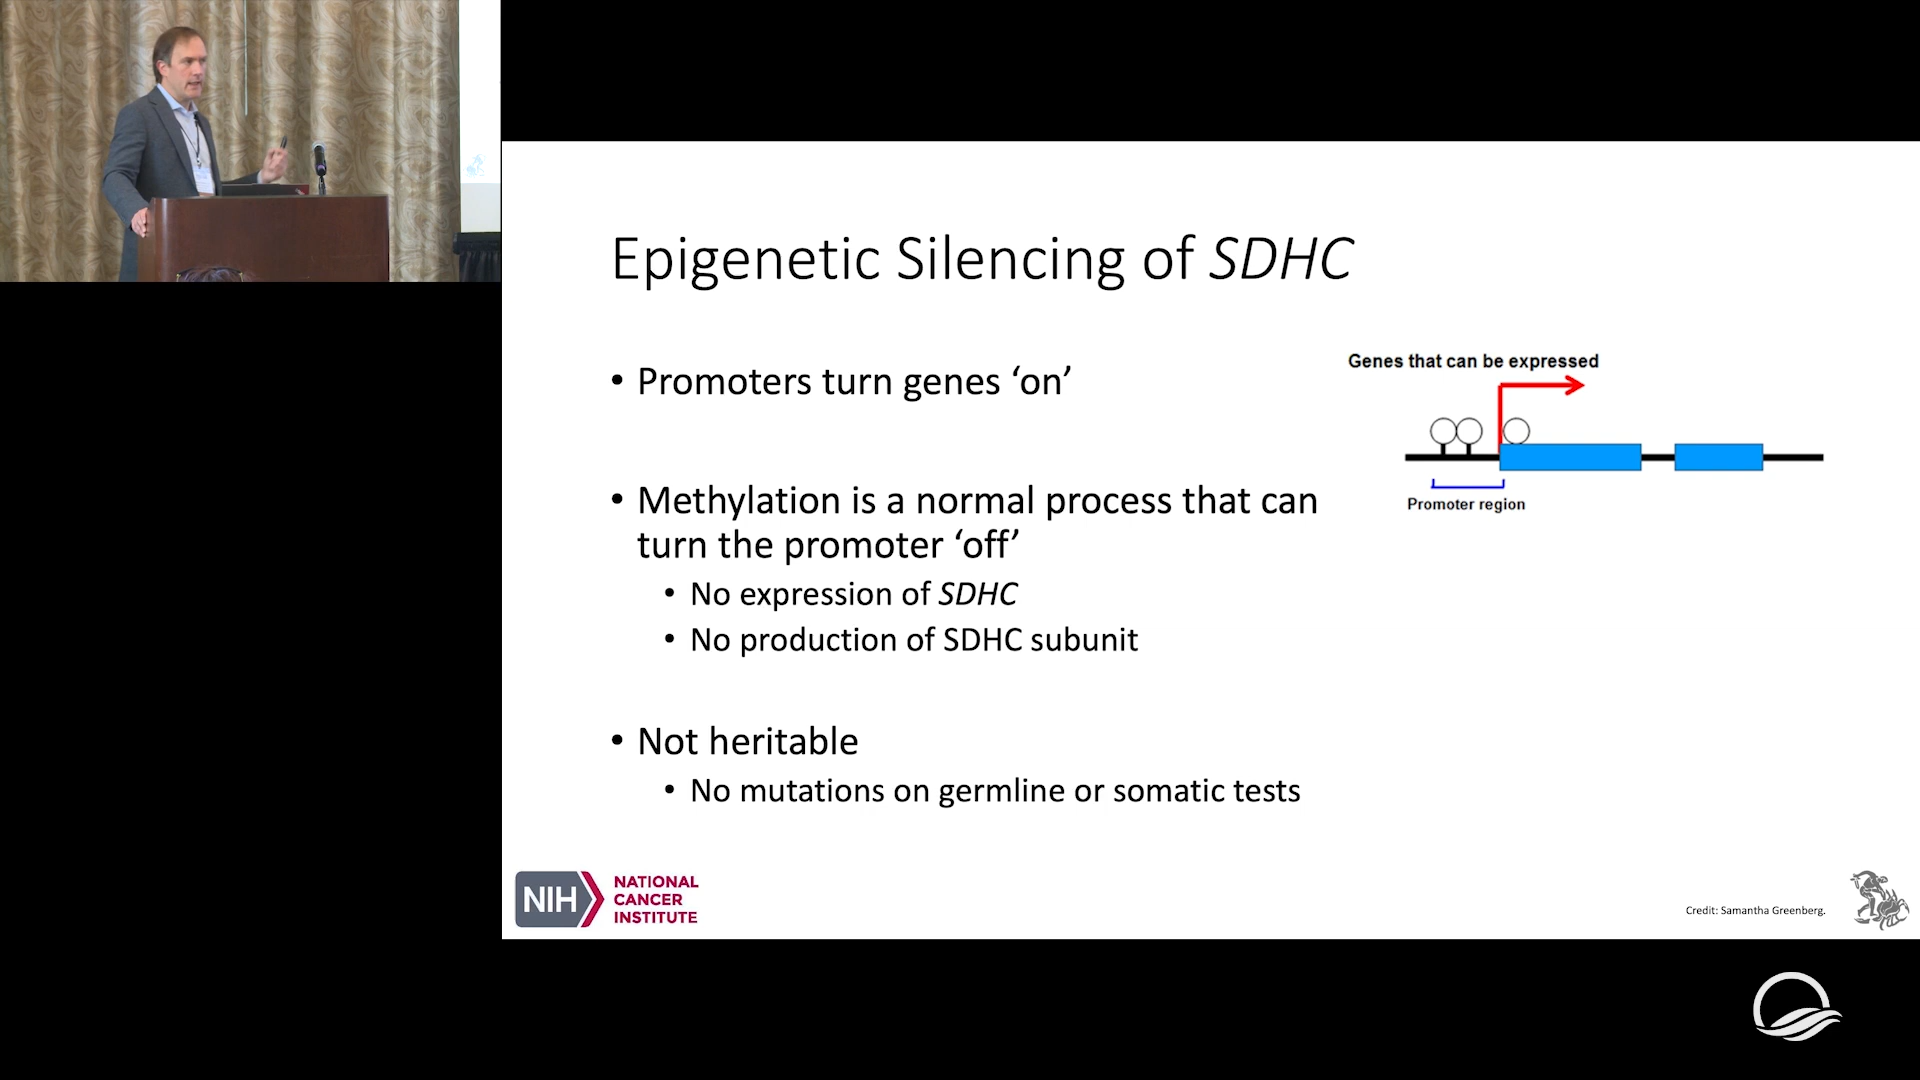 Epigenetic Silencing of SDHC
• Promoters turn genes ‘on’
• Methylation is a normal process that can
turn the promoter ‘off’
• No expression of SDHC
• No production of SDHC subunit
• Not heritable
• No mutations on germline or somatic tests
Genes that can be expressed
Promoter region
NIH
NATIONAL
CANCER
INSTITUTE
Credit: Samantha Greenberg.